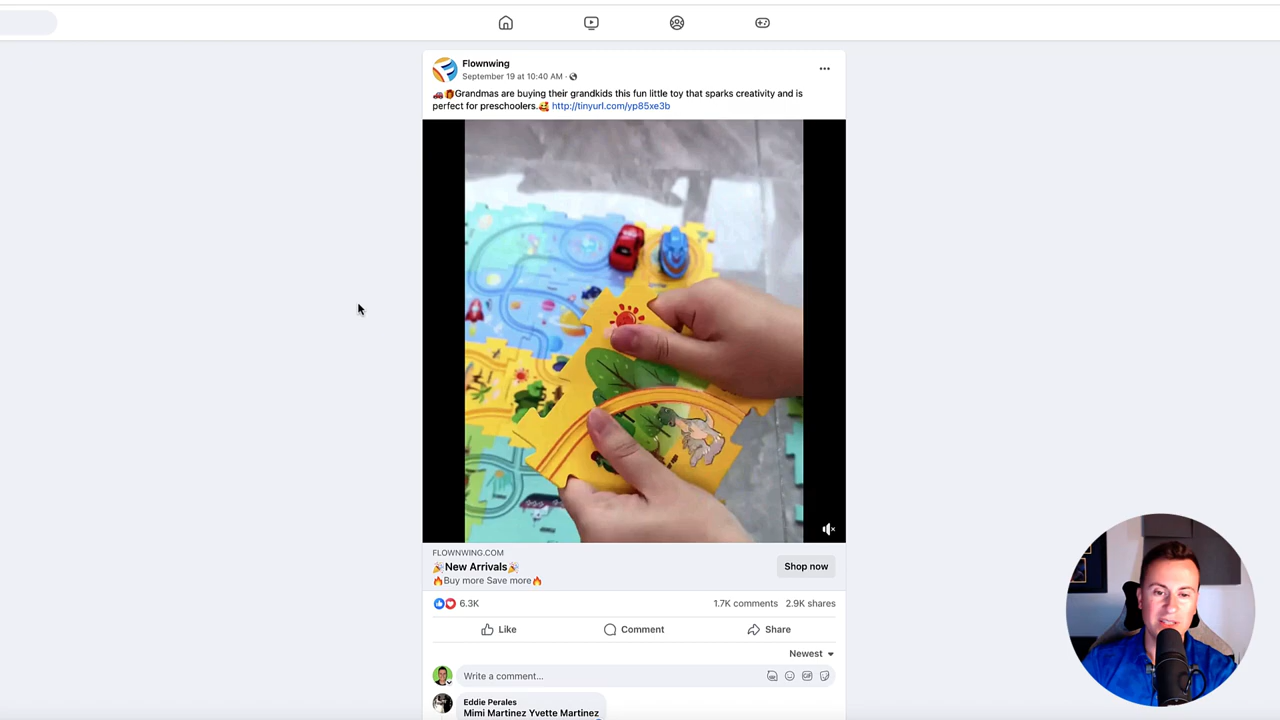 Flownwing
September 19 at 10:40 AM ·
🚗👩Grandmas are buying their grandkids this fun little toy that sparks creativity and is
perfect for preschoolers.🥰 http://tinyurl.com/yp85xe3b
FLOWNWING.COM
🎉New Arrivals🎉
🔥Buy more Save more🔥
Shop now
6.3K
1.7K comments 2.9K shares
Like
Comment
Share
Newest
Write a comment...
Eddie Perales
Mimi Martinez Yvette Martinez